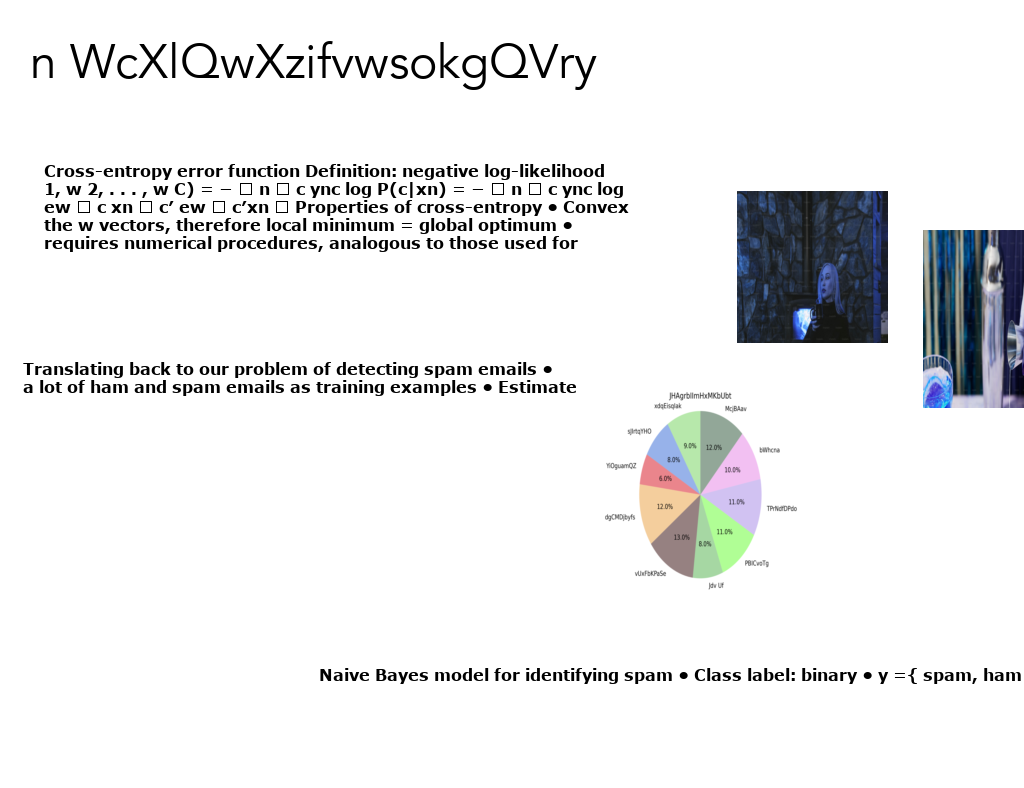 n WcXlQwXzifvwsokgQVry
Cross-entropy error function Definition: negative log-likelihood
1, w 2, . . . , w C) = − □ n □ c ync log P(c|xn) = − □ n □ c ync log
ew □ c xn □ c′ ew □ c′xn □ Properties of cross-entropy • Convex
the w vectors, therefore local minimum = global optimum •
requires numerical procedures, analogous to those used for
Translating back to our problem of detecting spam emails •
a lot of ham and spam emails as training examples • Estimate
JHAgrbIImHxMKbUbt
xdqEisqlak
McjBAav
sjlrtqYHO
9.0%
12.0%
bWhcna
8.0%
10.0%
YlOguamQZ
6.0%
11.0%
TPrNdfDPdo
dgCMDjbyfs
12.0%
11.0%
13.0%
8.0%
PBICvoTg
vUxFbKPaSe
Jdv Uf
Naive Bayes model for identifying spam • Class label: binary • y ={ spam, ham